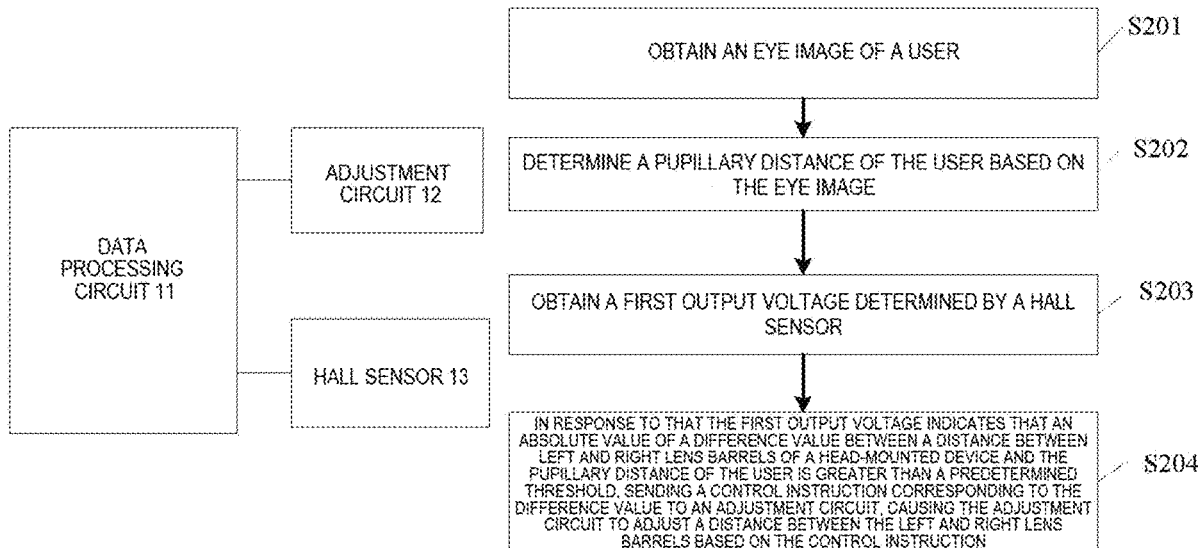 DATA
PROCESSING
CIRCUIT 11
ADJUSTMENT
CIRCUIT 12
HALL SENSOR 13
OBTAIN AN EYE IMAGE OF A USER
S201
DETERMINE A PUPILLARY DISTANCE OF THE USER BASED ON
THE EYE IMAGE
S202
OBTAIN A FIRST OUTPUT VOLTAGE DETERMINED BY A HALL
SENSOR
S203
IN RESPONSE TO THAT THE FIRST OUTPUT VOLTAGE INDICATES THAT AN
ABSOLUTE VALUE OF A DIFFERENCE VALUE BETWEEN A DISTANCE BETWEEN
LEFT AND RIGHT LENS BARRELS OF A HEAD-MOUNTED DEVICE AND THE
PUPILLARY DISTANCE OF THE USER IS GREATER THAN A PREDETERMINED
THRESHOLD, SENDING A CONTROL INSTRUCTION CORRESPONDING TO THE
DIFFERENCE VALUE TO AN ADJUSTMENT CIRCUIT, CAUSING THE ADJUSTMENT
CIRCUIT TO ADJUST A DISTANCE BETWEEN THE LEFT AND RIGHT LENS
BARRELS BASED ON THE CONTROL INSTRUCTION
S204